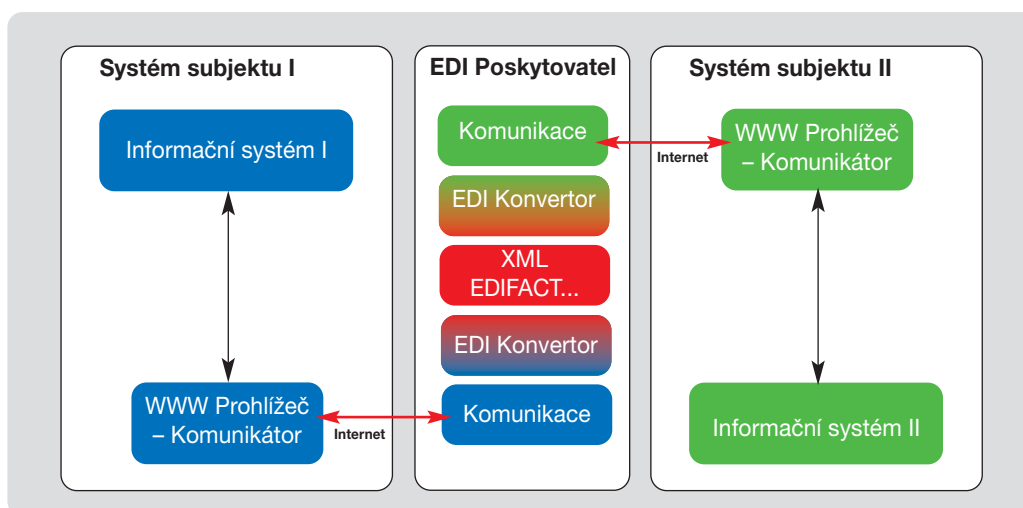 Systém subjektu I
Informační systém I
WWW Prohlížeč
– Komunikátor
Internet
EDI Poskytovatel
Komunikace
EDI Konvertor
XML
EDIFACT...
EDI Konvertor
Komunikace
Internet
Systém subjektu II
WWW Prohlížeč
– Komunikátor
Informační systém II